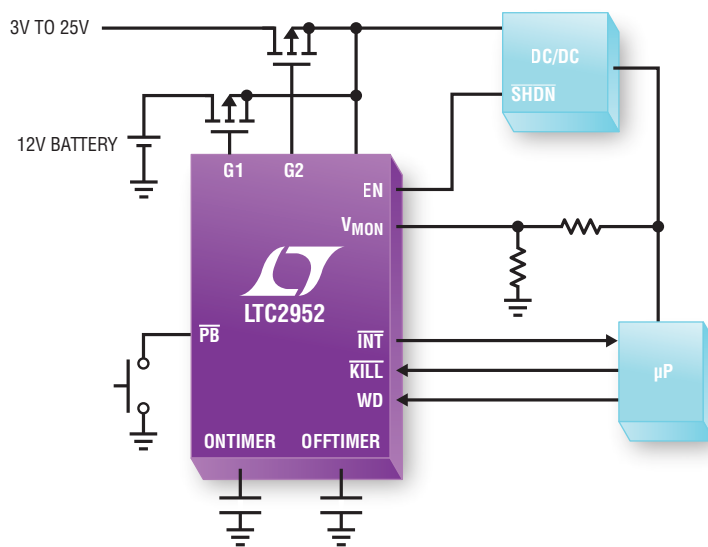 3V TO 25V
DC/DC
SHDN
12V BATTERY
G1
G2
EN
VMON
LTC2952
PB
INT
KILL
µP
WD
ONTIMER
OFFTIMER